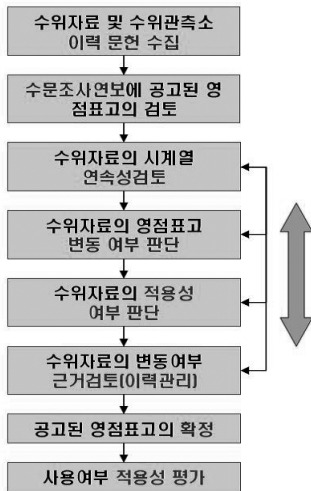 수위자료 및 수위관측소
이력 문헌 수집
수문조사연보에 공고된 영
점표고의 검토
수위자료의 시계열
연속성검토
수위자료의 영점표고
변동 여부 판단
수위자료의 적용성
여부 판단
수위자료의 변동여부
근거검토(이력관리)
공고된 영점표고의 확정
사용여부 적용성 평가